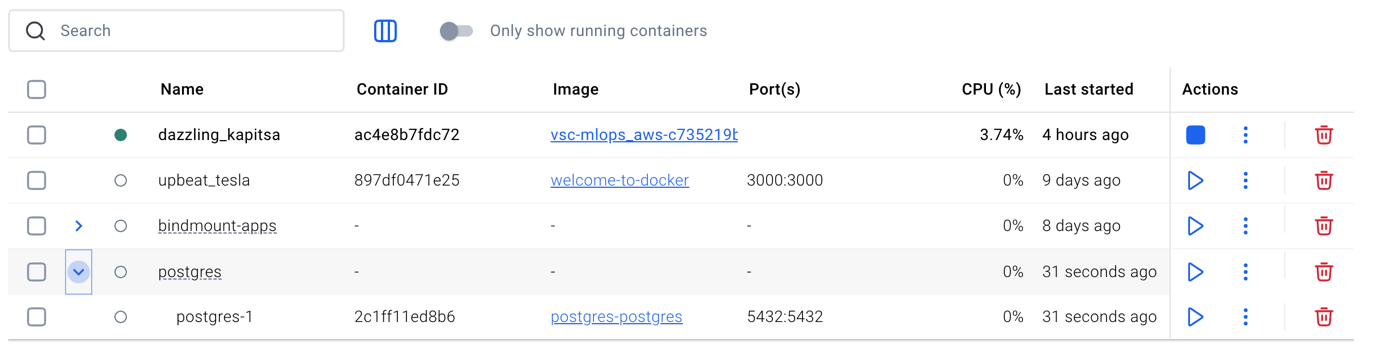 Search Only show running containers
Name Container ID Image Port(s) CPU (%) Last started Actions
dazzling_kapitsa ac4e8b7fdc72 vsc-mlops_aws-c735219b 3.74% 4 hours ago
upbeat_tesla 897df0471e25 welcome-to-docker 3000:3000 0% 9 days ago
bindmount-apps - - - 0% 8 days ago
postgres - - - 0% 31 seconds ago
postgres-1 2c1ff11ed8b6 postgres-postgres 5432:5432 0% 31 seconds ago